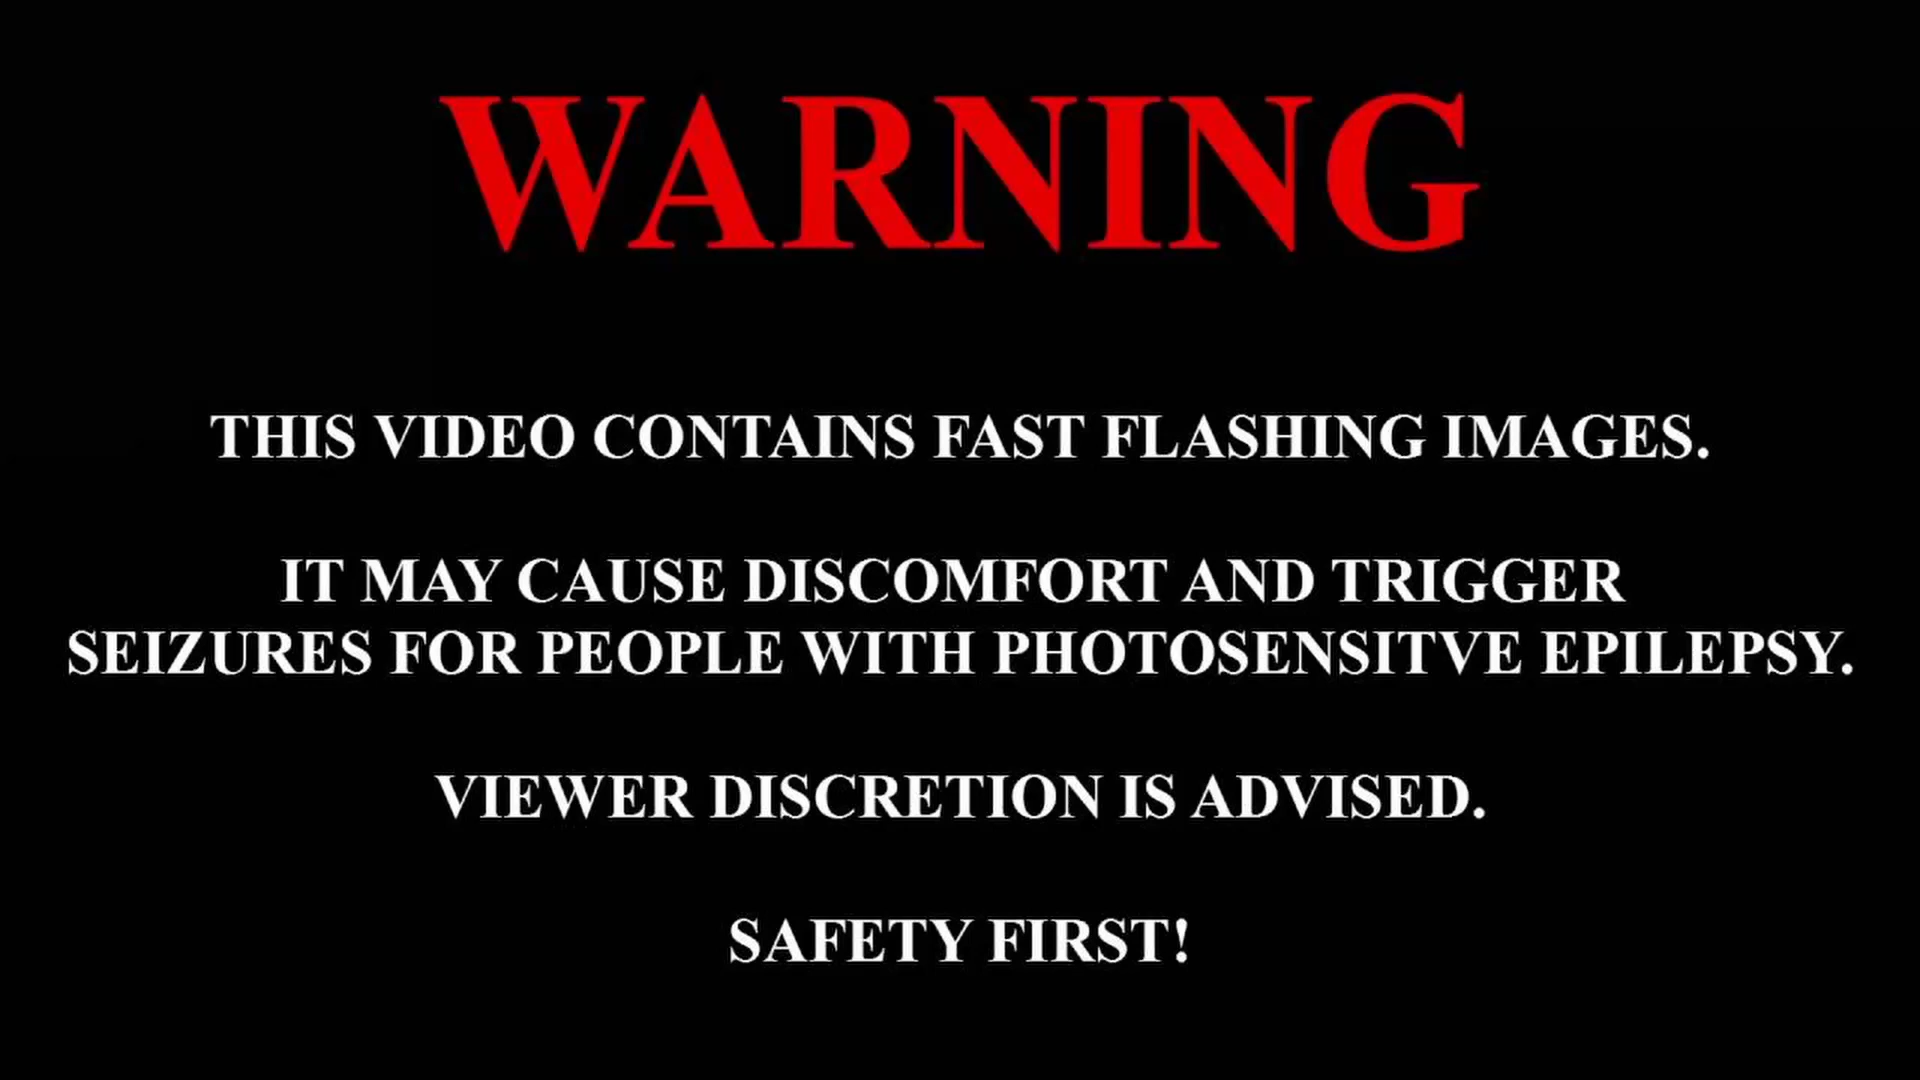 WARNING
THIS VIDEO CONTAINS FAST FLASHING IMAGES.
IT MAY CAUSE DISCOMFORT AND TRIGGER
SEIZURES FOR PEOPLE WITH PHOTOSENSITVE EPILEPSY.
VIEWER DISCRETION IS ADVISED.
SAFETY FIRST!